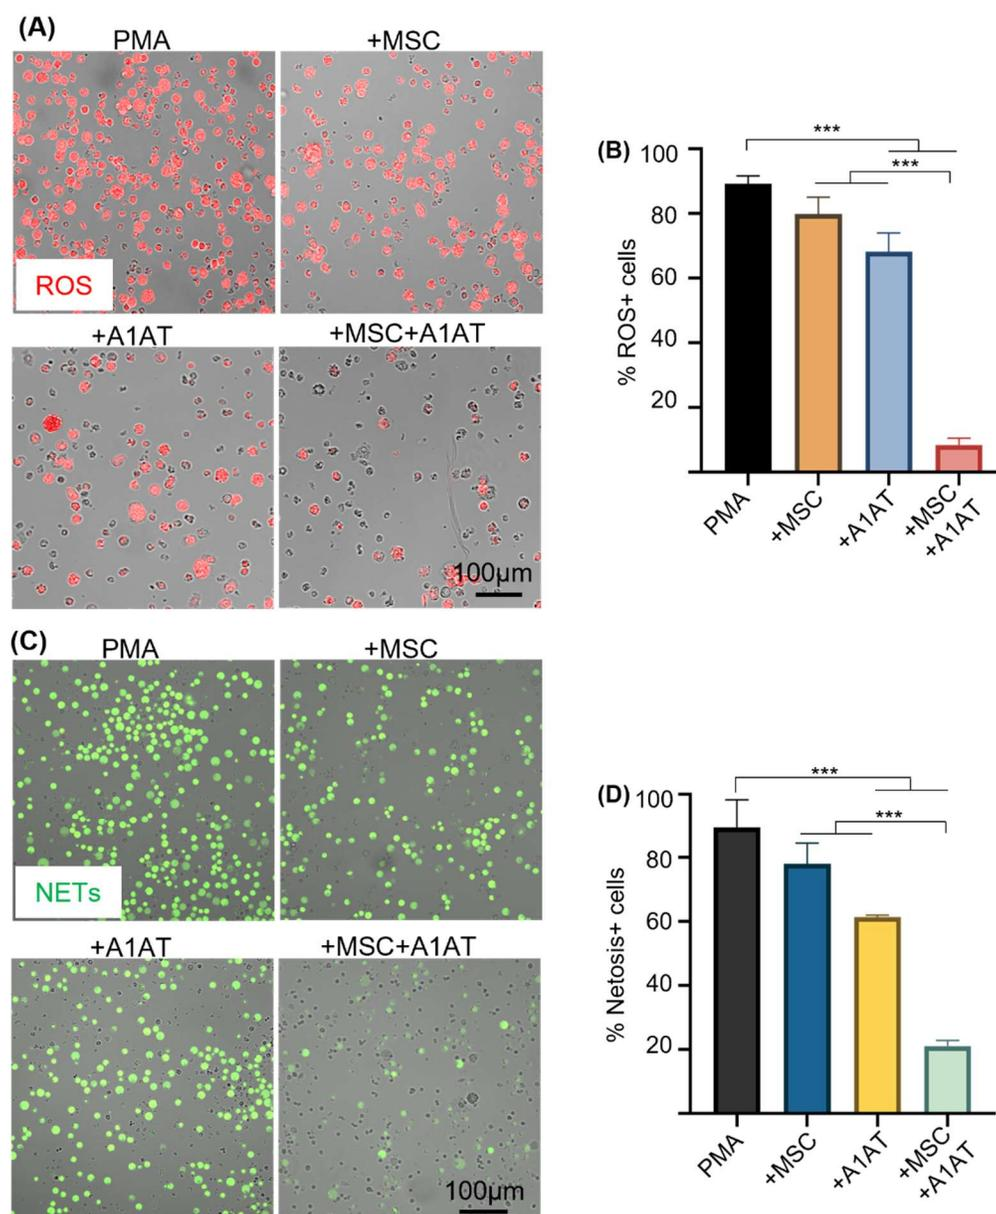 (A)
PMA
+MSC
ROS
+A1AT
+MSC+A1AT
100µm
(B)
***
***
100
80
60
40
20
% ROS+ cells
PMA
+MSC
+A1AT
+MSC
+A1AT
(C)
PMA
+MSC
NETs
+A1AT
+MSC+A1AT
100µm
(D)
***
***
100
80
60
40
20
% Netosis+ cells
PMA
+MSC
+A1AT
+MSC
+A1AT